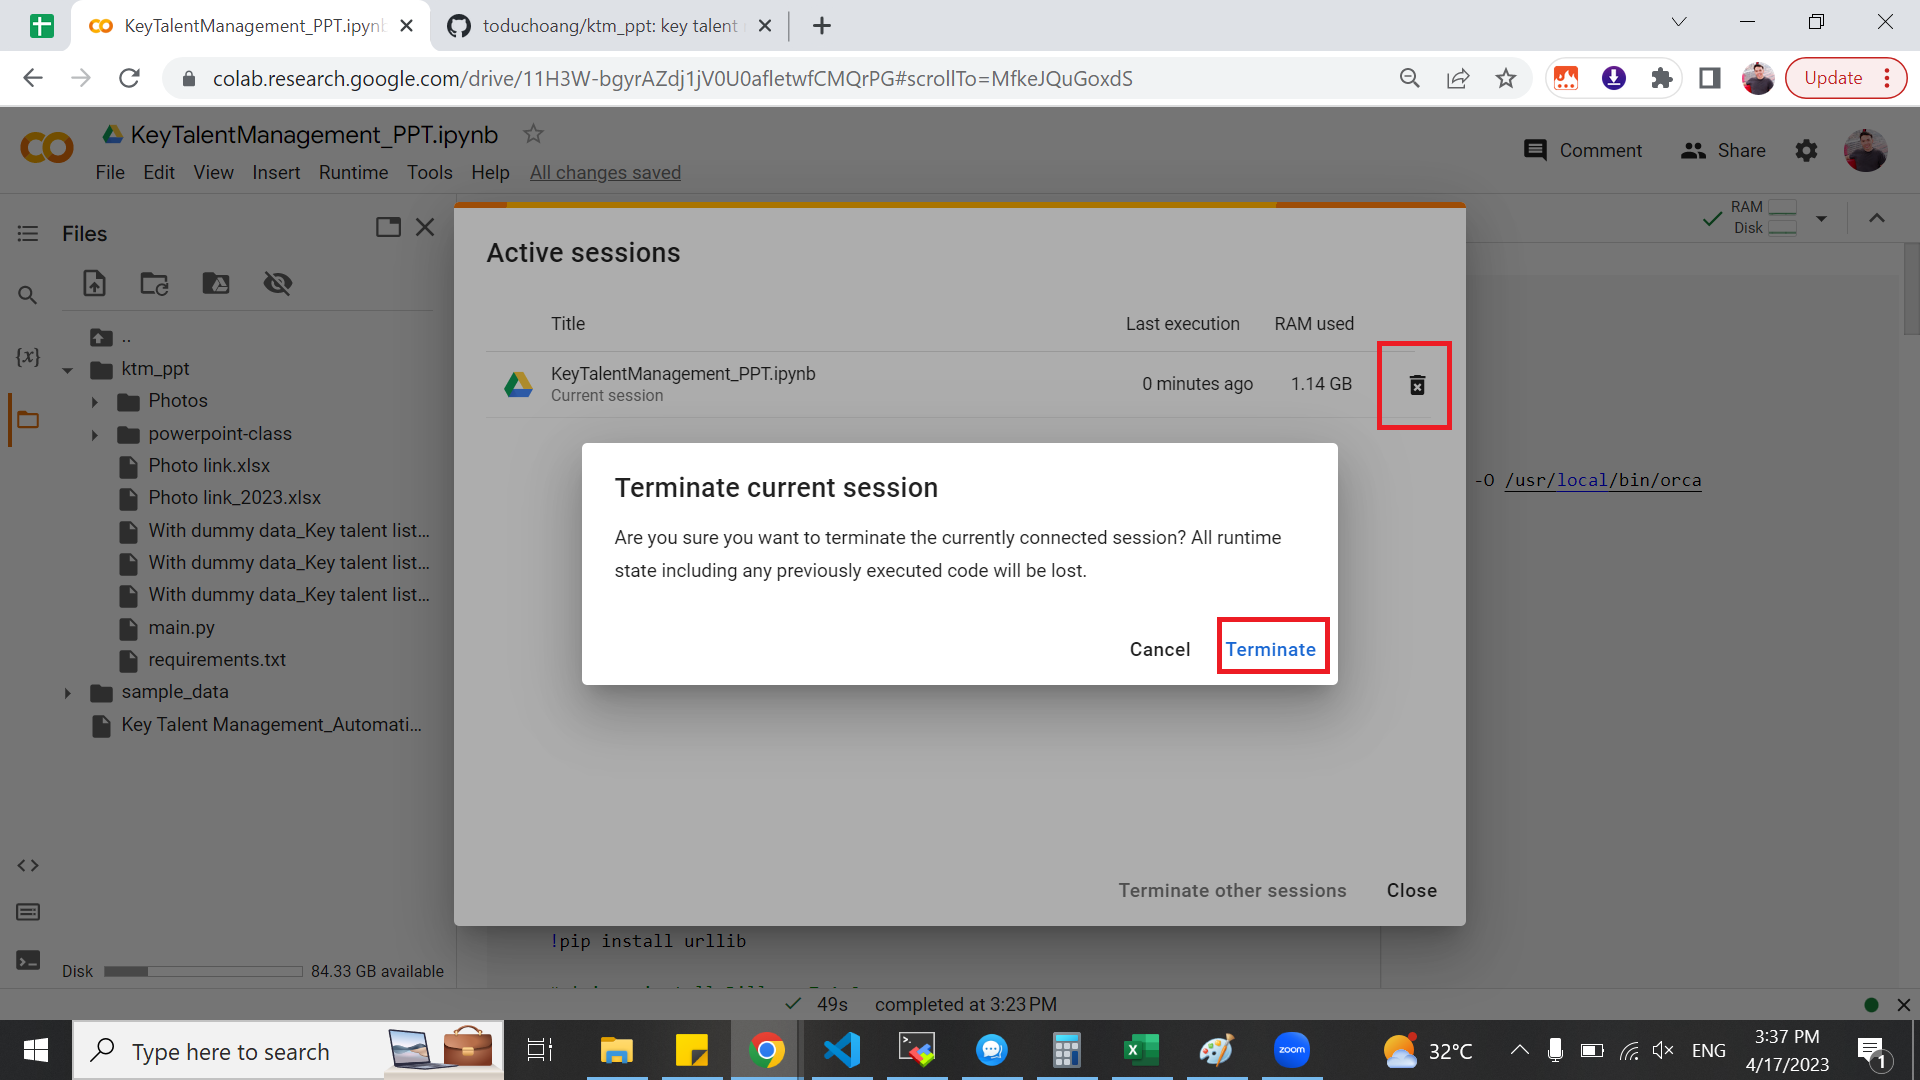 KeyTalentManagement_PPT.ipynb
toduchoang/ktm_ppt: key talent
colab.research.google.com/drive/11H3W-bgyrAZdj1jV0U0afletwfCMQrPG#scrollTo=MfkeJQuGoxdS
Update
KeyTalentManagement_PPT.ipynb
Comment
Share
File Edit View Insert Runtime Tools Help All changes saved
RAM
Disk
Files
Active sessions
Title Last execution RAM used
KeyTalentManagement_PPT.ipynb
Current session
0 minutes ago 1.14 GB
{x}
..
ktm_ppt
Photos
powerpoint-class
Photo link.xlsx
Photo link_2023.xlsx
With dummy data_Key talent list...
With dummy data_Key talent list...
With dummy data_Key talent list...
main.py
requirements.txt
sample_data
Key Talent Management_Automati...
-O /usr/local/bin/orca
Terminate current session
Are you sure you want to terminate the currently connected session? All runtime
state including any previously executed code will be lost.
Cancel Terminate
Terminate other sessions Close
!pip install urllib
Disk 84.33 GB available
49s completed at 3:23 PM
Type here to search
zoom
32°C
ENG
3:37 PM
4/17/2023
1